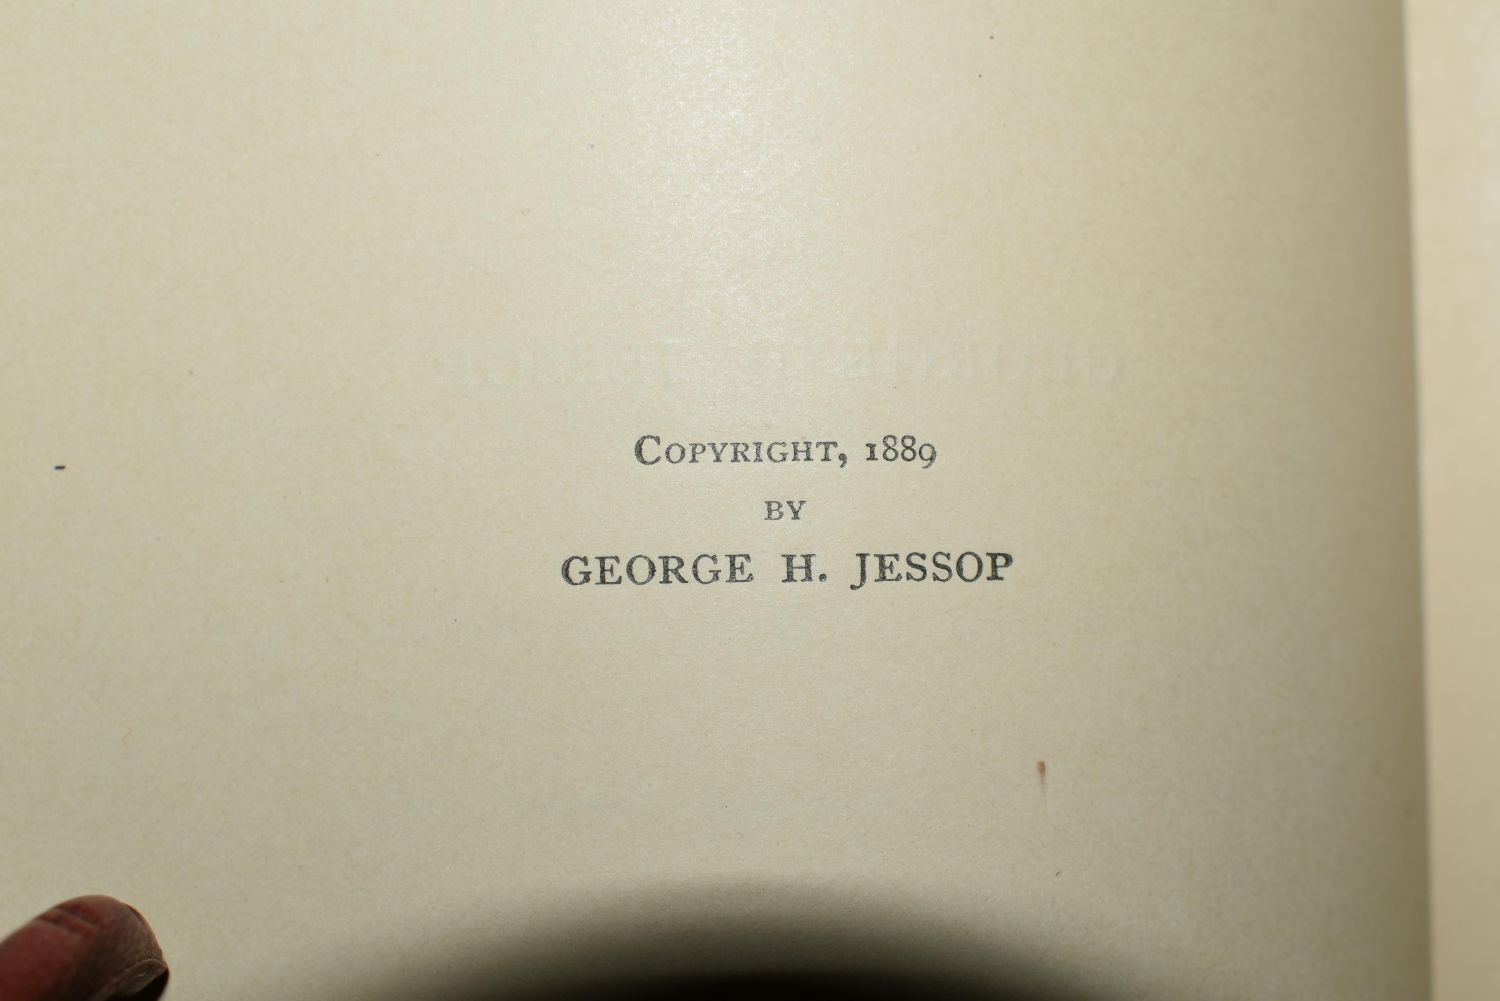 COPYRIGHT, 1889
BY
GEORGE H. JESSOP